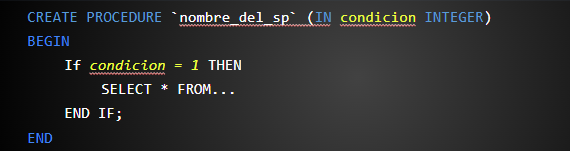 CREATE PROCEDURE `nombre_del_sp` (IN condicion INTEGER)
BEGIN
If condicion = 1 THEN
SELECT * FROM...
END IF;
END